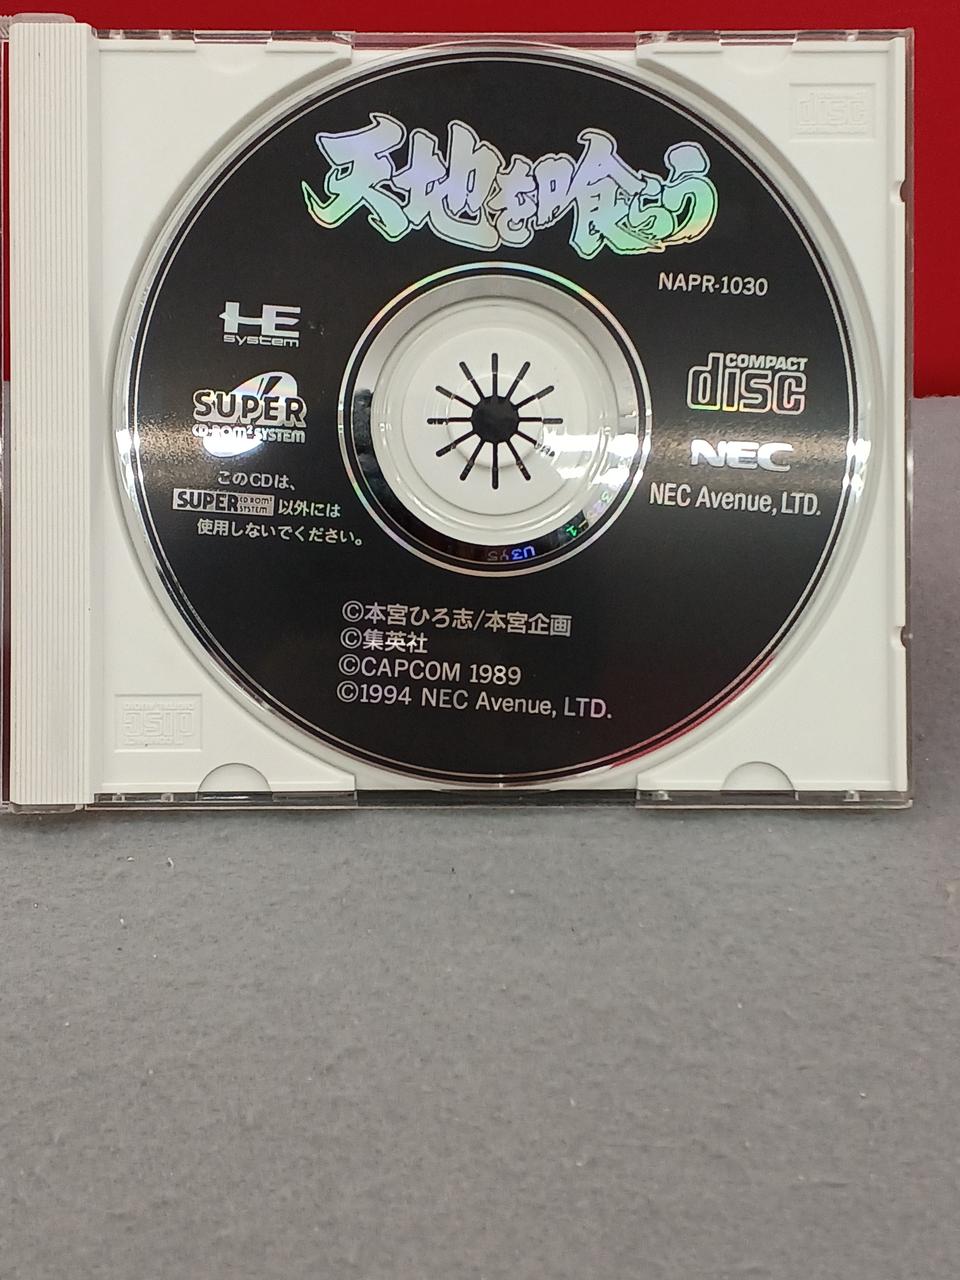 天地を喰らう
NAPR-1030
HE
system
SUPER
CD-ROM² SYSTEM
このCDは、
SUPER CD ROM² SYSTEM 以外には
使用しないでください。
COMPACT
disc
NEC
NEC Avenue, LTD.
©本宮ひろ志/本宮企画
©集英社
©CAPCOM 1989
©1994 NEC Avenue, LTD.
disc
disc